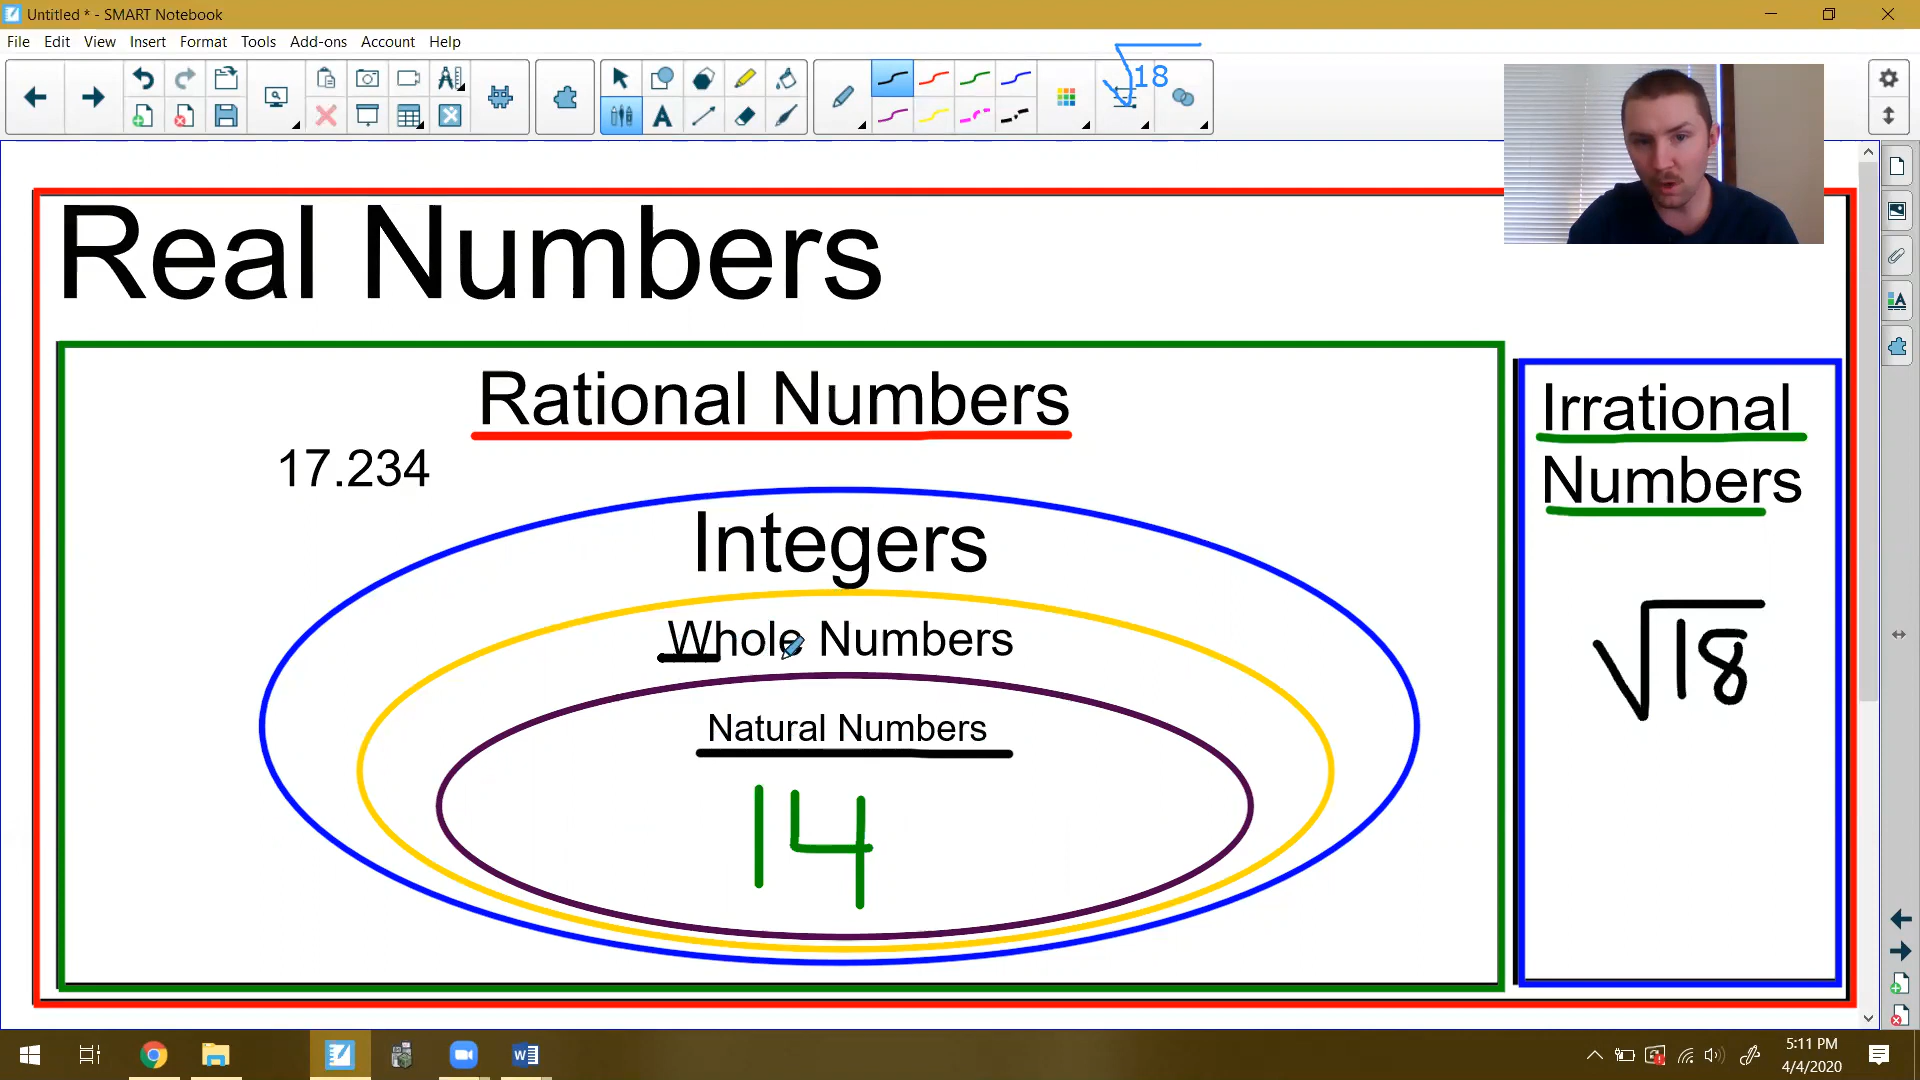 Untitled * - SMART Notebook
File Edit View Insert Format Tools Add-ons Account Help
√18
Real Numbers
Rational Numbers
17.234
Integers
Whole Numbers
Natural Numbers
14
Irrational
Numbers
√18
5:11 PM
4/4/2020